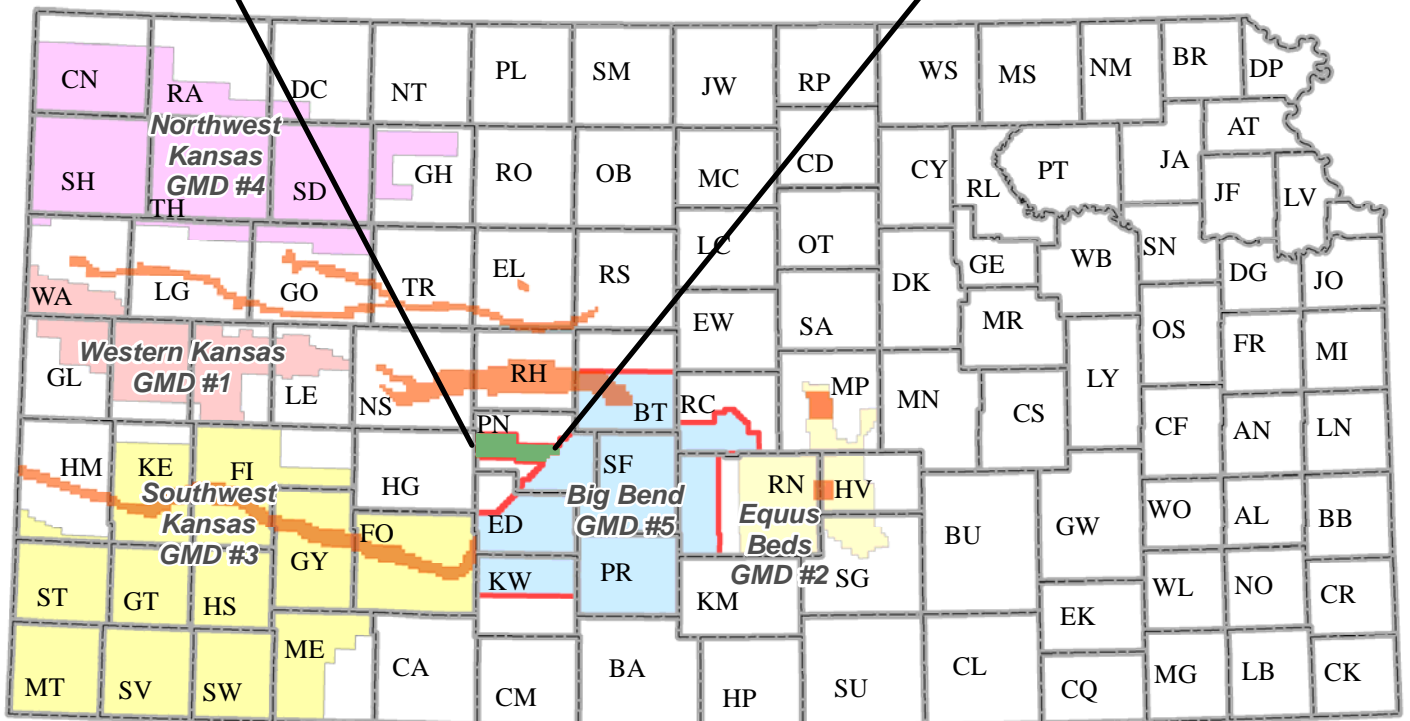 CN RA DC NT PL SM JW RP WS MS NM BR DP
Northwest
Kansas
GMD #4
SH TH SD GH RO OB MC CD CY RL PT JA AT JF LV
WA LG GO TR EL RS LC OT DK GE WB SN DG JO
Western Kansas
GMD #1
GL LE NS RH BT RC EW SA MP MN MR CS LY OS FR MI
PN
HM KE FI HG SF RN HV CF AN LN
Southwest
Kansas
GMD #3
Big Bend
GMD #5
Equus
Beds
GMD #2
GY FO ED KW PR KM SG BU GW WO AL BB
ST GT HS EK WL NO CR
MT SV SW ME CA CM BA HP SU CL CQ MG LB CK